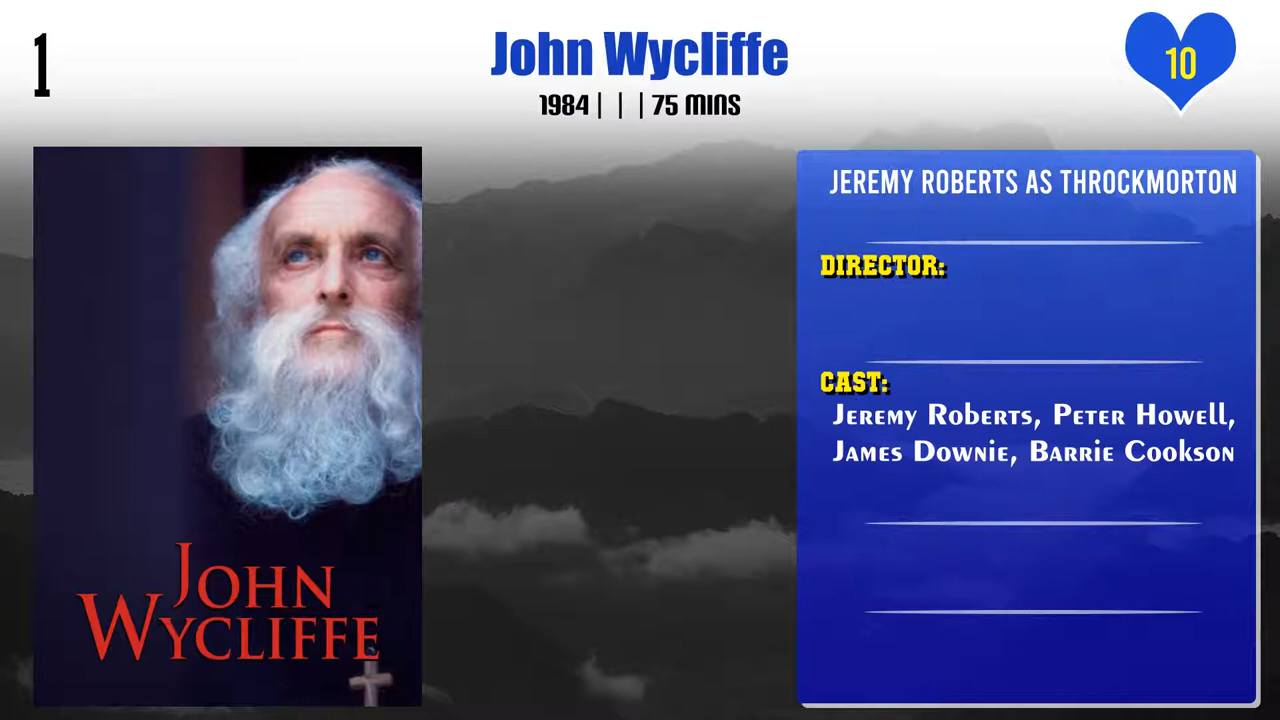 1
John Wycliffe
1984 | | | 75 MINS
10
JOHN
WYCLIFFE
JEREMY ROBERTS AS THROCKMORTON
DIRECTOR:
CAST:
Jeremy Roberts, Peter Howell,
James Downie, Barrie Cookson